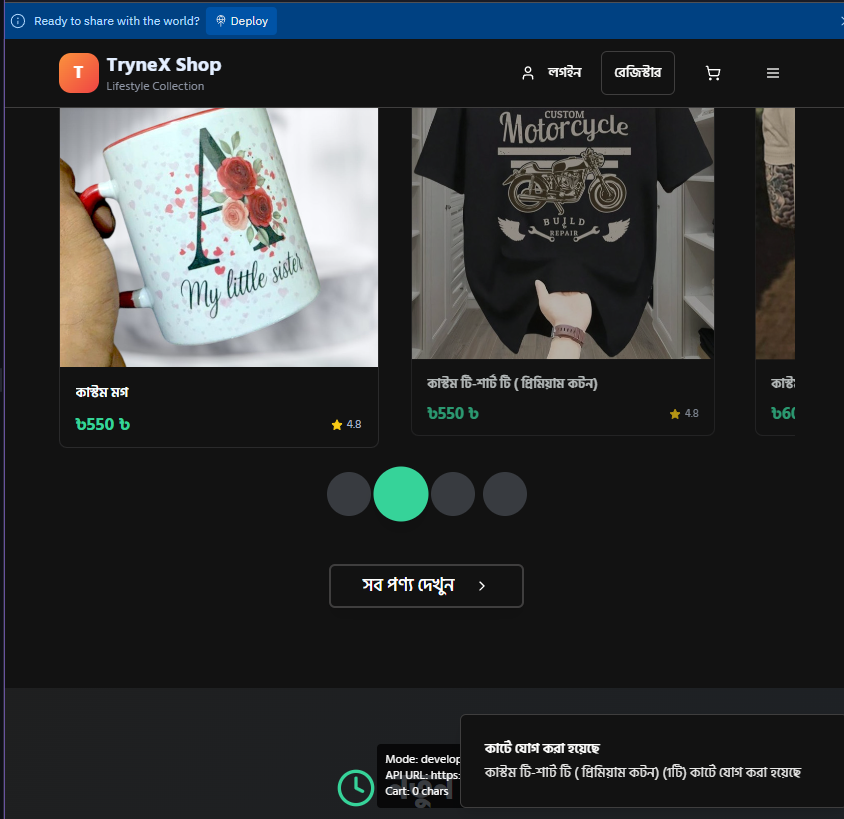 Ready to share with the world? Deploy
T TryneX Shop
Lifestyle Collection
লগইন
রেজিস্টার
A
My little sister
CUSTOM
Motorcycle
BUILD
REPAIR
কাস্টম মগ
৳550 ৳
4.8
কাস্টম টি-শার্ট টি ( প্রিমিয়াম কটন)
৳550 ৳
4.8
৳60
সব পণ্য দেখুন
Mode: develop
API URL: https:
Cart: 0 chars
কার্টে যোগ করা হয়েছে
কাস্টম টি-শার্ট টি ( প্রিমিয়াম কটন) (1টি) কার্টে যোগ করা হয়েছে